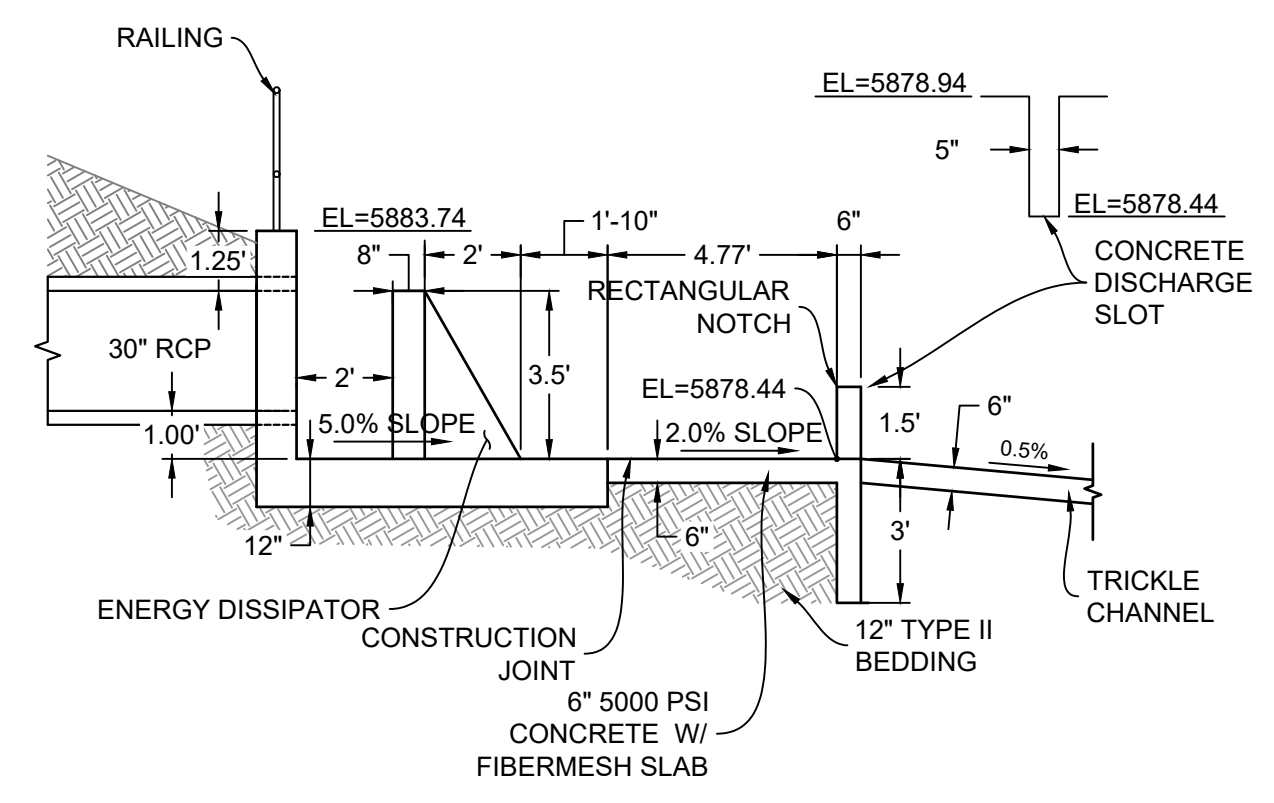 RAILING
EL=5878.94
5"
EL=5878.44
CONCRETE
DISCHARGE
SLOT
EL=5883.74
1'-10"
6"
1.25'
8"
2'
4.77'
RECTANGULAR
NOTCH
30" RCP
2'
3.5'
EL=5878.44
1.00'
5.0% SLOPE
2.0% SLOPE
1.5'
6"
0.5%
12"
6"
3'
ENERGY DISSIPATOR
CONSTRUCTION
JOINT
12" TYPE II
BEDDING
TRICKLE
CHANNEL
6" 5000 PSI
CONCRETE W/
FIBERMESH SLAB